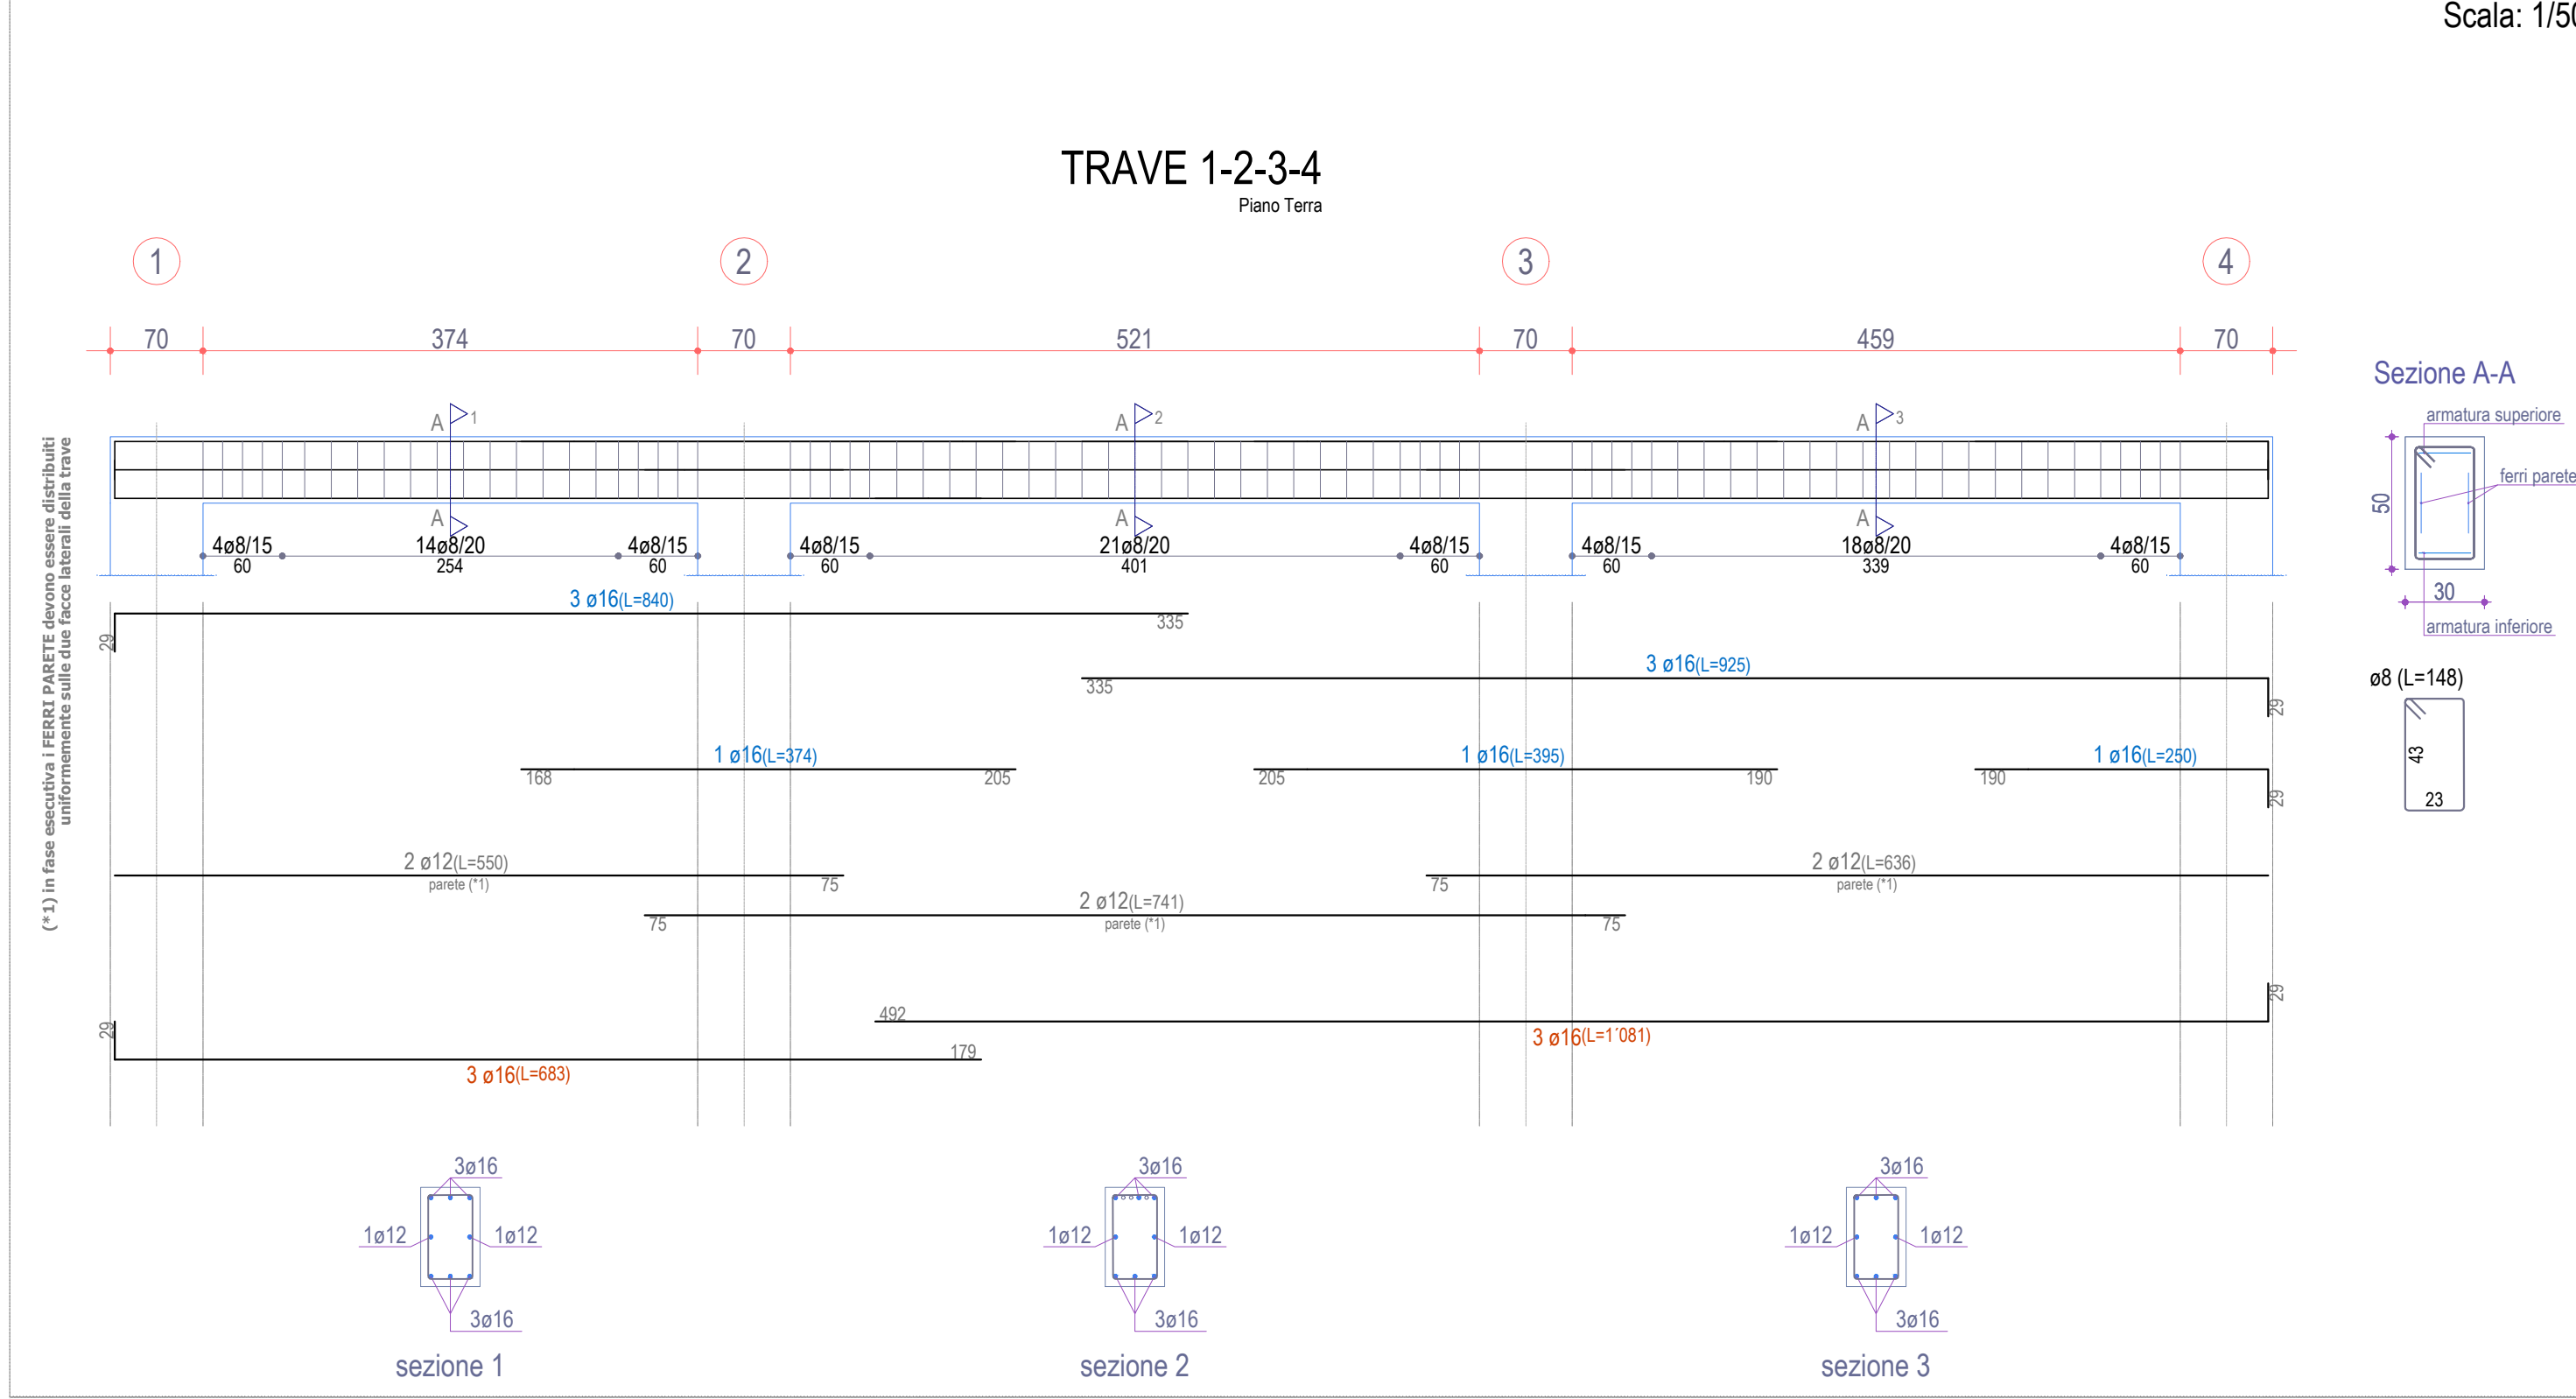 Scala: 1/50
TRAVE 1-2-3-4
Piano Terra
1 2 3 4
70 374 70 521 70 459 70
Sezione A-A
armatura superiore
ferri parete
50
30
armatura inferiore
ø8 (L=148)
43
23
(*1) in fase esecutiva i FERRI PARETE devono essere distribuiti
uniformemente sulle due facce laterali della trave
A 1 A 2 A 3
A A A
4ø8/15 14ø8/20 4ø8/15 4ø8/15 21ø8/20 4ø8/15 4ø8/15 18ø8/20 4ø8/15
60 254 60 60 401 60 60 339 60
3 ø16(L=840)
29 335
3 ø16(L=925)
335 29
1 ø16(L=374) 1 ø16(L=395) 1 ø16(L=250)
168 205 205 190 190 29
2 ø12(L=550) 2 ø12(L=636)
parete (*1) 75 75 parete (*1)
2 ø12(L=741)
75 parete (*1) 75
29
492
3 ø16(L=1´081)
29
179
3 ø16(L=683)
3ø16 3ø16 3ø16
1ø12 1ø12 1ø12 1ø12 1ø12 1ø12
3ø16 3ø16 3ø16
sezione 1 sezione 2 sezione 3